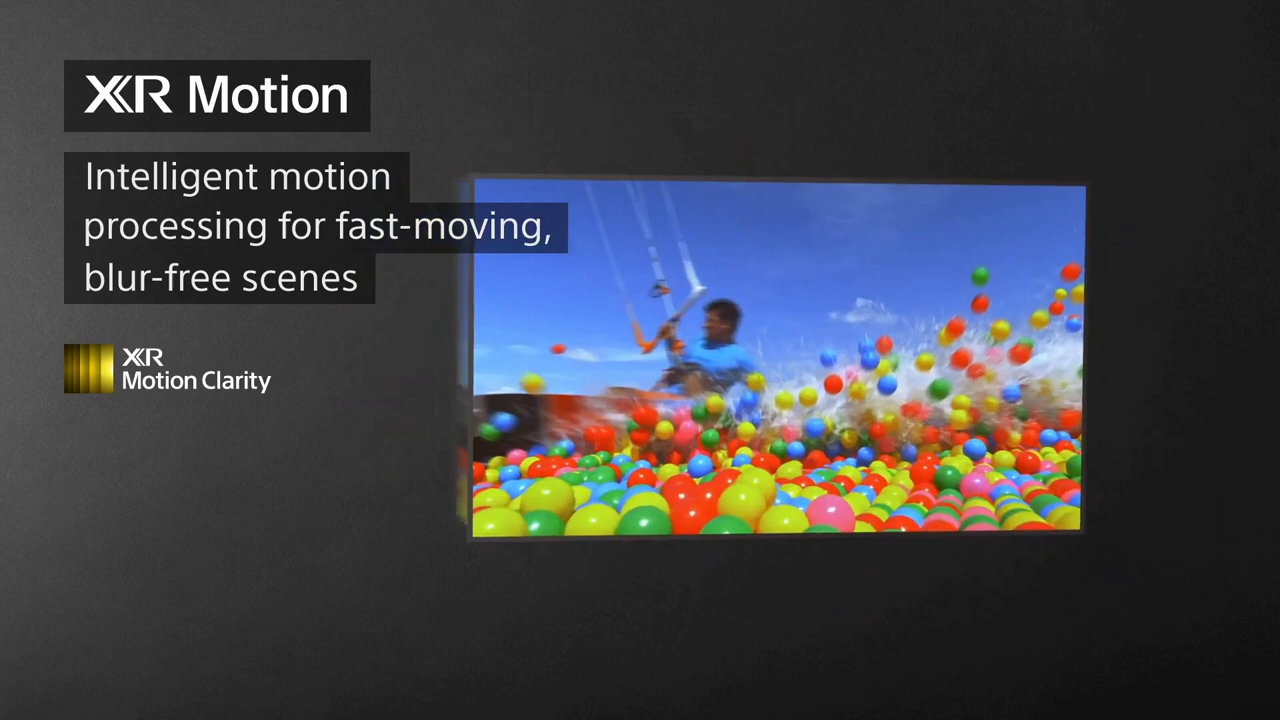 XR Motion
Intelligent motion
processing for fast-moving,
blur-free scenes
XR
Motion Clarity